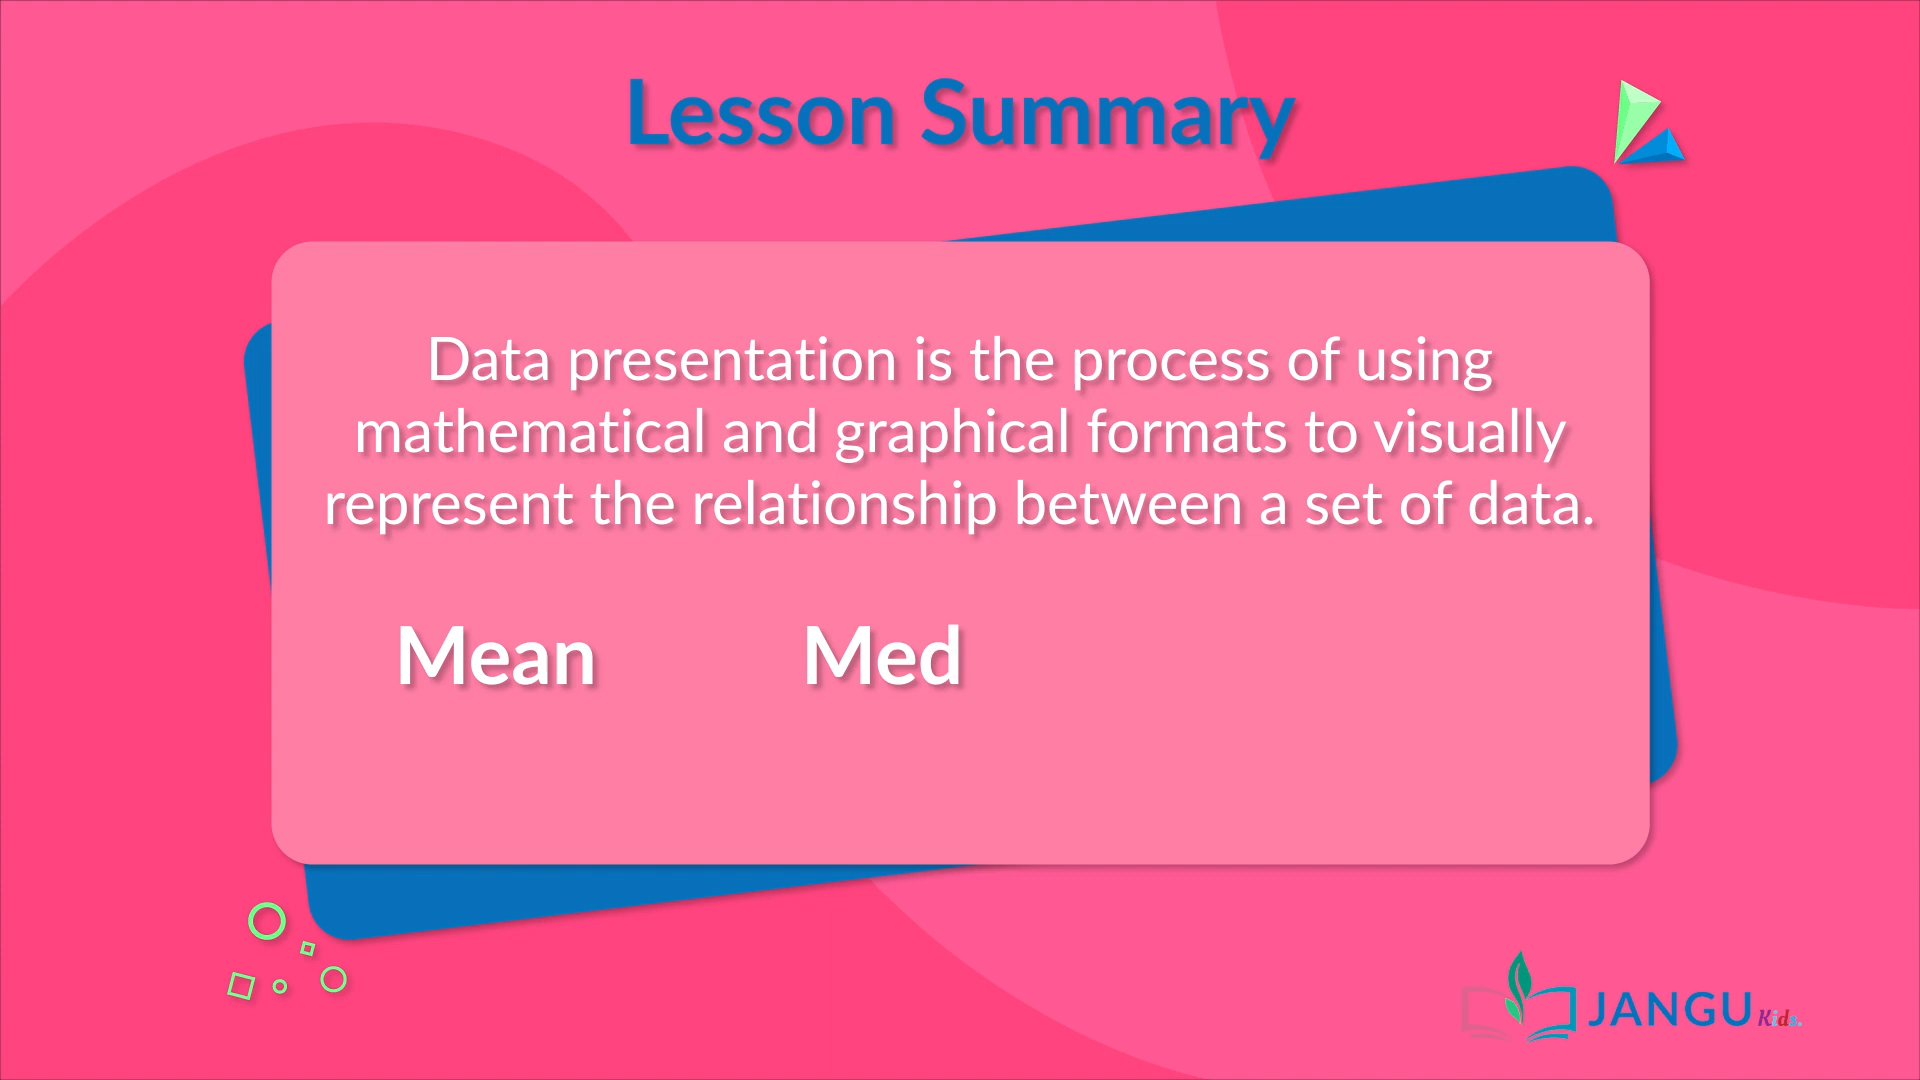 Lesson Summary
Data presentation is the process of using
mathematical and graphical formats to visually
represent the relationship between a set of data.
Mean Med
JANGU Kids.